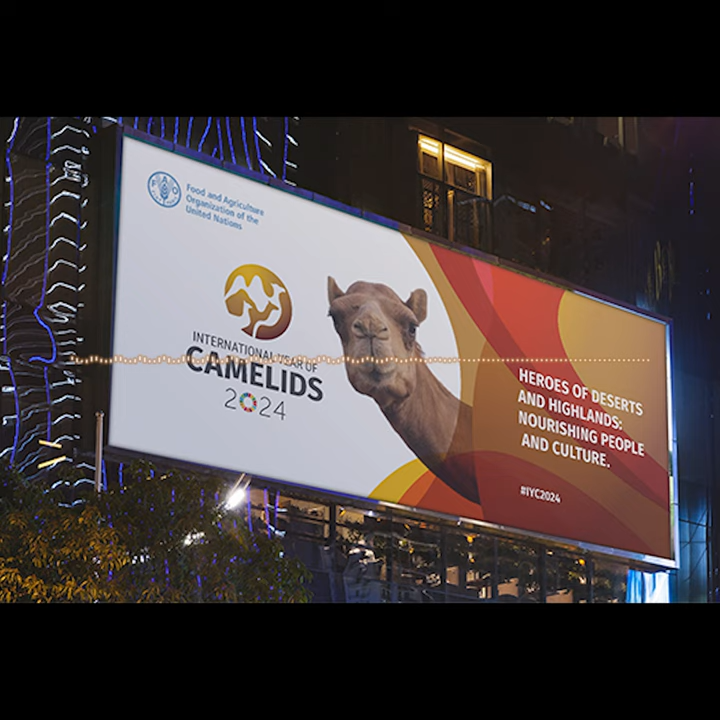 FAO
Food and Agriculture
Organization of the
United Nations
INTERNATIONAL YEAR OF
CAMELIDS
2024
HEROES OF DESERTS
AND HIGHLANDS:
NOURISHING PEOPLE
AND CULTURE.
#IYC2024